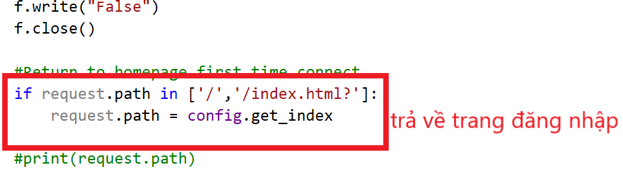 f.write("False")
f.close()
#Return to homepage first time connect
if request.path in ['/','/index.html?']:
request.path = config.get_index
trả về trang đăng nhập
#print(request.path)